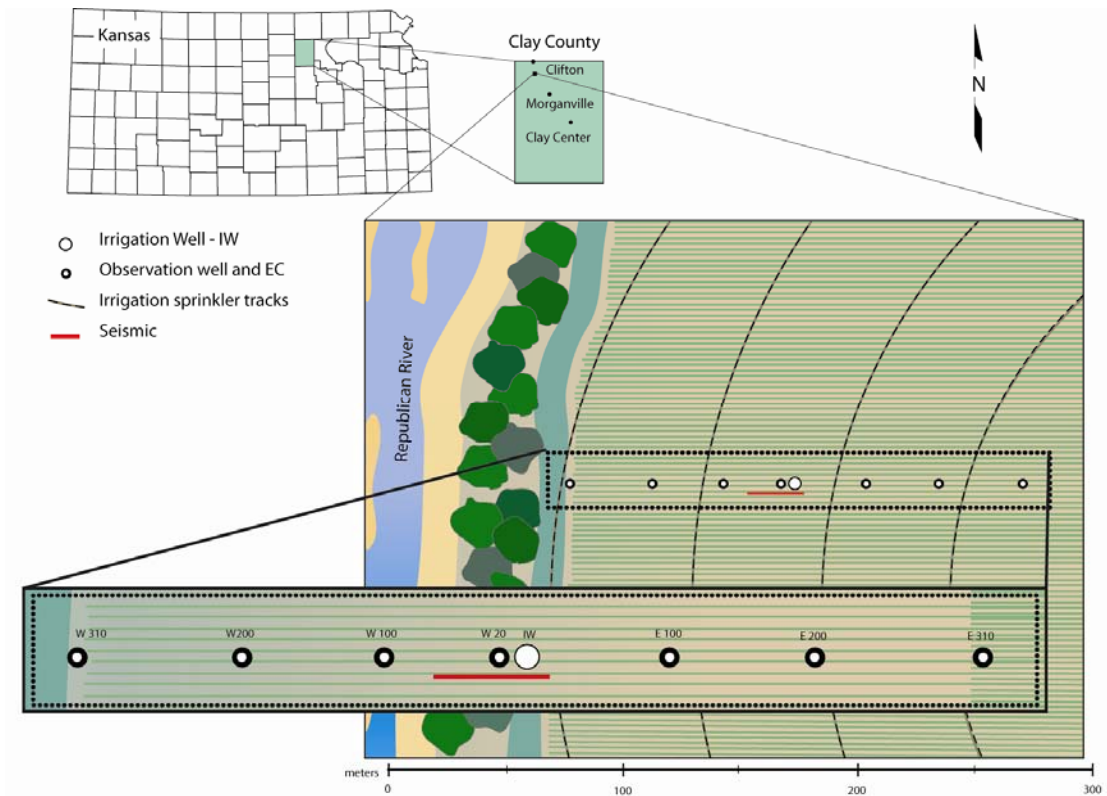 Kansas
Clay County
Clifton
Morganville
Clay Center
N
Irrigation Well - IW
Observation well and EC
Irrigation sprinkler tracks
Seismic
Republican River
W 310
W200
W 100
W 20
IW
E 100
E 200
E 310
meters
0
100
200
300